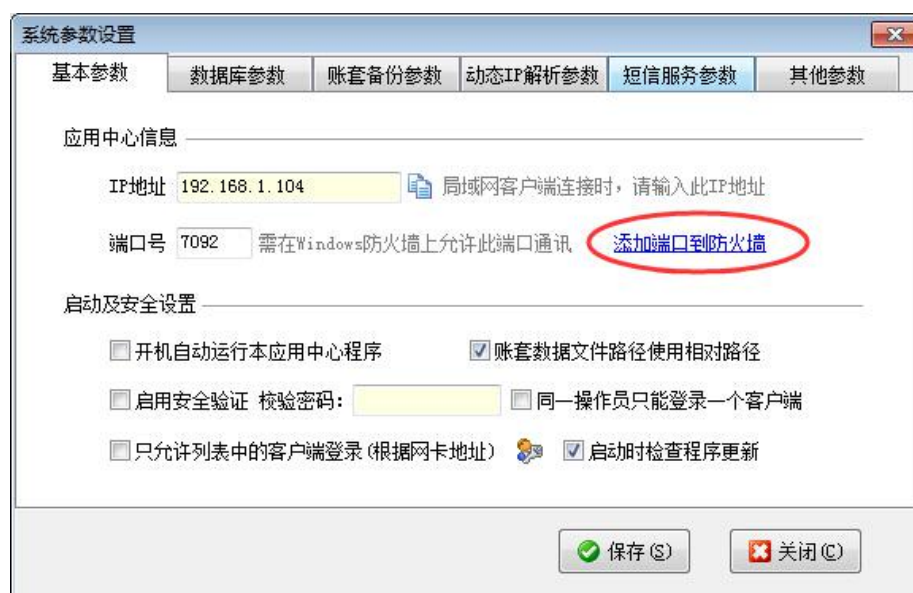 系统参数设置
基本参数 数据库参数 账套备份参数 动态IP解析参数 短信服务参数 其他参数
应用中心信息
IP地址 192.168.1.104 局域网客户端连接时，请输入此IP地址
端口号 7092 需在Windows防火墙上允许此端口通讯 添加端口到防火墙
启动及安全设置
开机自动运行本应用中心程序 账套数据文件路径使用相对路径
启用安全验证 校验密码： 同一操作员只能登录一个客户端
只允许列表中的客户端登录(根据网卡地址) 启动时检查程序更新
保存(S) 关闭(C)